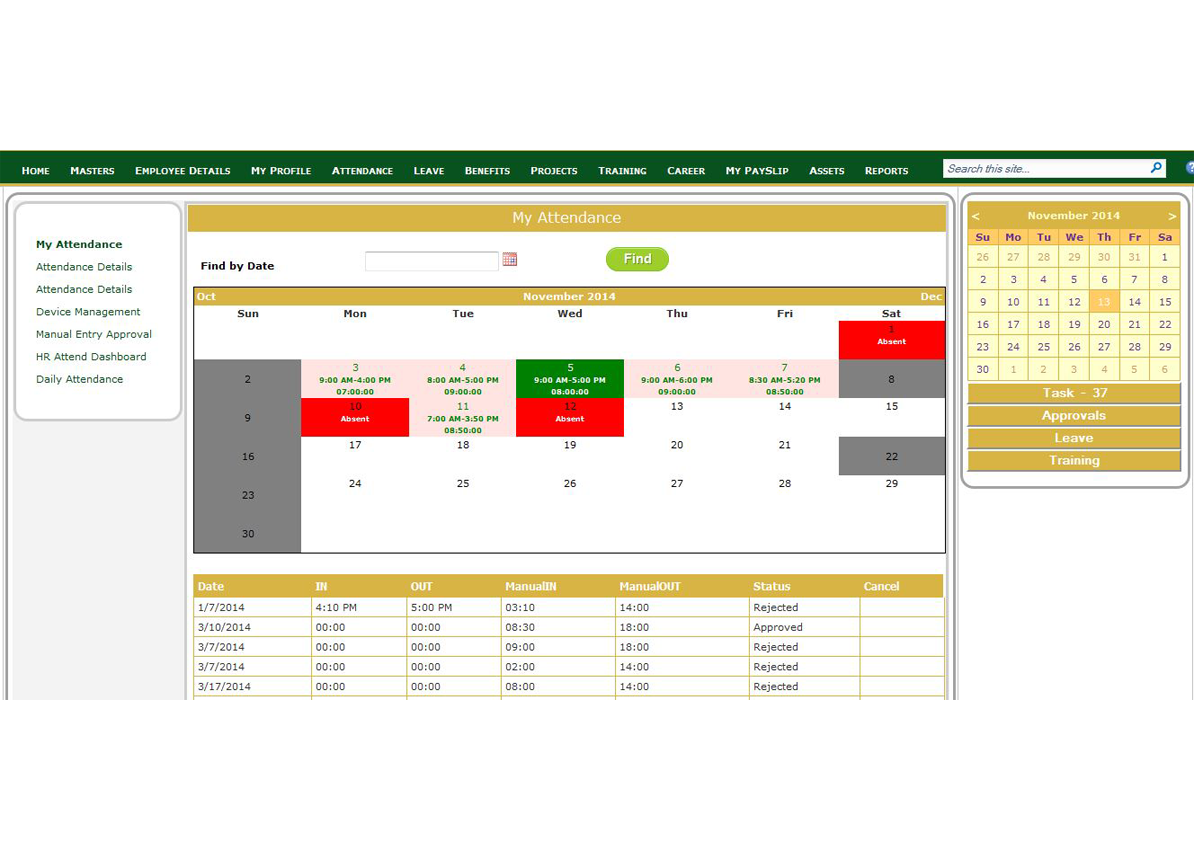 HOME MASTERS EMPLOYEE DETAILS MY PROFILE ATTENDANCE LEAVE BENEFITS PROJECTS TRAINING CAREER MY PAYSLIP ASSETS REPORTS Search this site...
My Attendance
Attendance Details
Attendance Details
Device Management
Manual Entry Approval
HR Attend Dashboard
Daily Attendance
My Attendance
Find by Date Find
Oct November 2014 Dec
Sun Mon Tue Wed Thu Fri Sat
1
Absent
2 3 4 5 6 7 8
9:00 AM-4:00 PM 8:00 AM-5:00 PM 9:00 AM-5:00 PM 9:00 AM-6:00 PM 8:30 AM-5:20 PM
07:00:00 09:00:00 08:00:00 09:00:00 08:50:00
9 10 11 12 13 14 15
Absent 7:00 AM-3:50 PM Absent
08:50:00
16 17 18 19 20 21 22
23 24 25 26 27 28 29
30
Date IN OUT ManualIN ManualOUT Status Cancel
1/7/2014 4:10 PM 5:00 PM 03:10 14:00 Rejected
3/10/2014 00:00 00:00 08:30 18:00 Approved
3/7/2014 00:00 00:00 09:00 18:00 Rejected
3/7/2014 00:00 00:00 02:00 14:00 Rejected
3/17/2014 00:00 00:00 08:00 14:00 Rejected
< November 2014 >
Su Mo Tu We Th Fr Sa
26 27 28 29 30 31 1
2 3 4 5 6 7 8
9 10 11 12 13 14 15
16 17 18 19 20 21 22
23 24 25 26 27 28 29
30 1 2 3 4 5 6
Task - 37
Approvals
Leave
Training